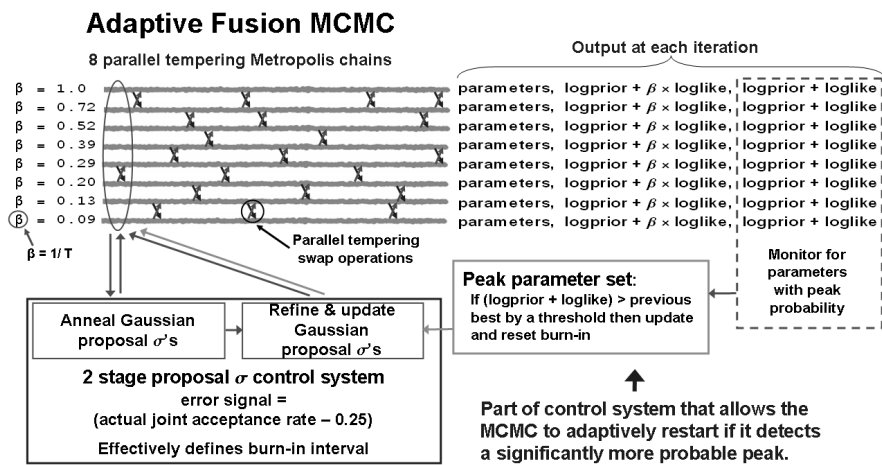 Adaptive Fusion MCMC
8 parallel tempering Metropolis chains
Output at each iteration
β = 1.0
β = 0.72
β = 0.52
β = 0.39
β = 0.29
β = 0.20
β = 0.13
β = 0.09
β = 1/ T
parameters, logprior + β × loglike, logprior + loglike
parameters, logprior + β × loglike, logprior + loglike
parameters, logprior + β × loglike, logprior + loglike
parameters, logprior + β × loglike, logprior + loglike
parameters, logprior + β × loglike, logprior + loglike
parameters, logprior + β × loglike, logprior + loglike
parameters, logprior + β × loglike, logprior + loglike
parameters, logprior + β × loglike, logprior + loglike
Parallel tempering
swap operations
Monitor for
parameters
with peak
probability
Peak parameter set:
If (logprior + loglike) > previous
best by a threshold then update
and reset burn-in
Anneal Gaussian
proposal σ's
Refine & update
Gaussian
proposal σ's
2 stage proposal σ control system
error signal =
(actual joint acceptance rate – 0.25)
Effectively defines burn-in interval
Part of control system that allows the
MCMC to adaptively restart if it detects
a significantly more probable peak.